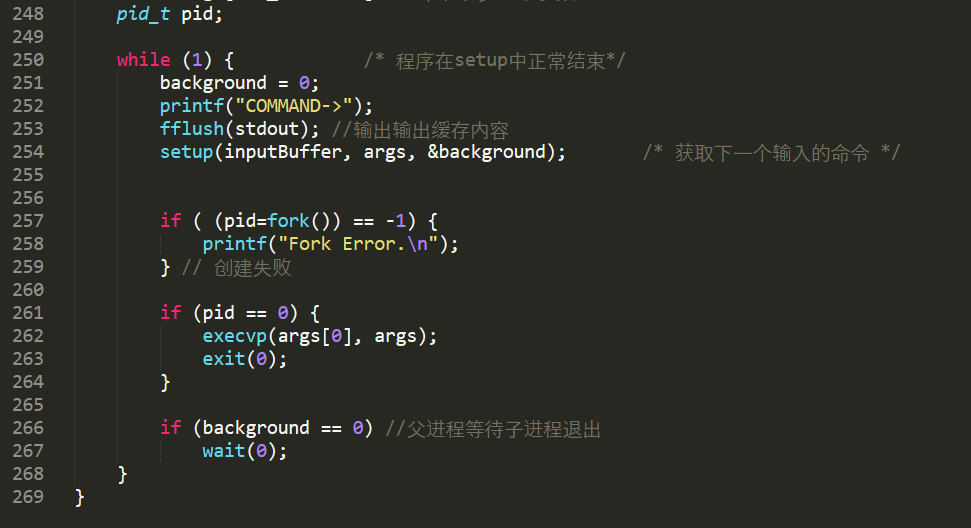 248 pid_t pid;
249
250 while (1) { /* 程序在setup中正常结束*/
251 background = 0;
252 printf("COMMAND->");
253 fflush(stdout); //输出输出缓存内容
254 setup(inputBuffer, args, &background); /* 获取下一个输入的命令 */
255
256
257 if ( (pid=fork()) == -1) {
258 printf("Fork Error.\n");
259 } // 创建失败
260
261 if (pid == 0) {
262 execvp(args[0], args);
263 exit(0);
264 }
265
266 if (background == 0) //父进程等待子进程退出
267 wait(0);
268 }
269 }